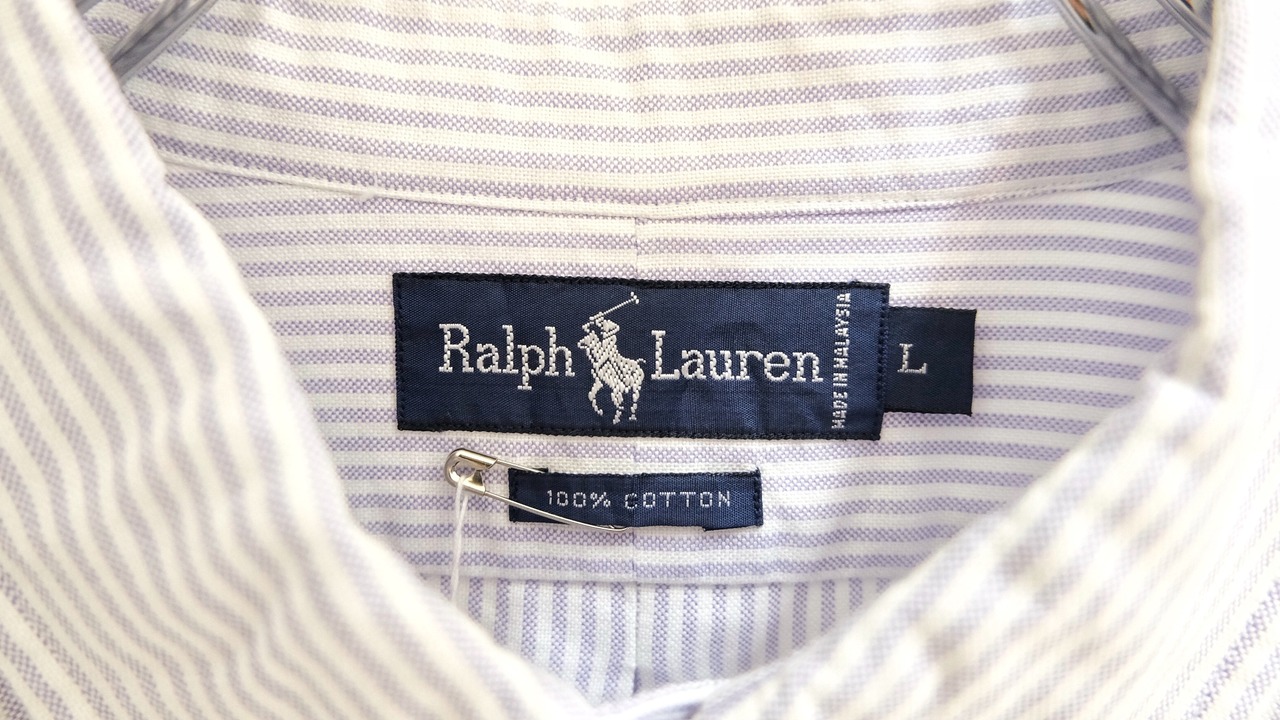 Ralph Lauren
MADE IN MALAYSIA
L
100% COTTON